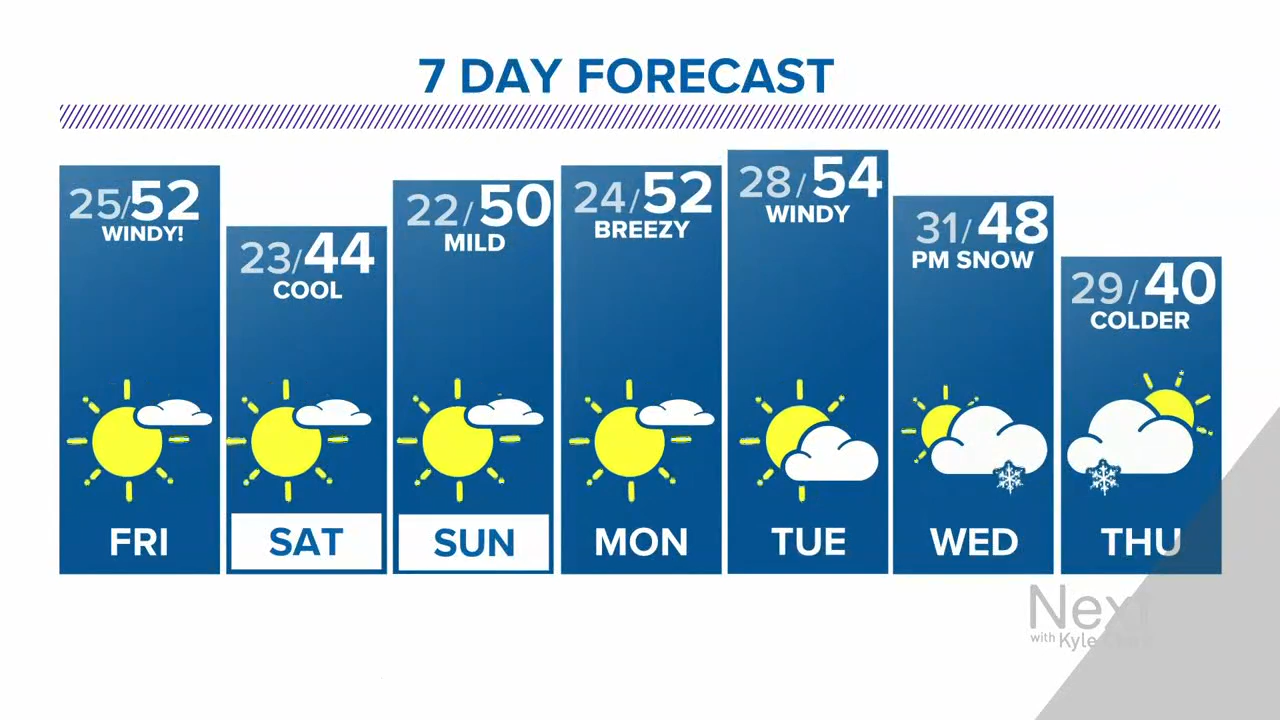 7 DAY FORECAST
25/52
WINDY!
FRI
23/44
COOL
SAT
22/50
MILD
SUN
24/52
BREEZY
MON
28/54
WINDY
TUE
31/48
PM SNOW
WED
29/40
COLDER
THU
Next
with Kyle